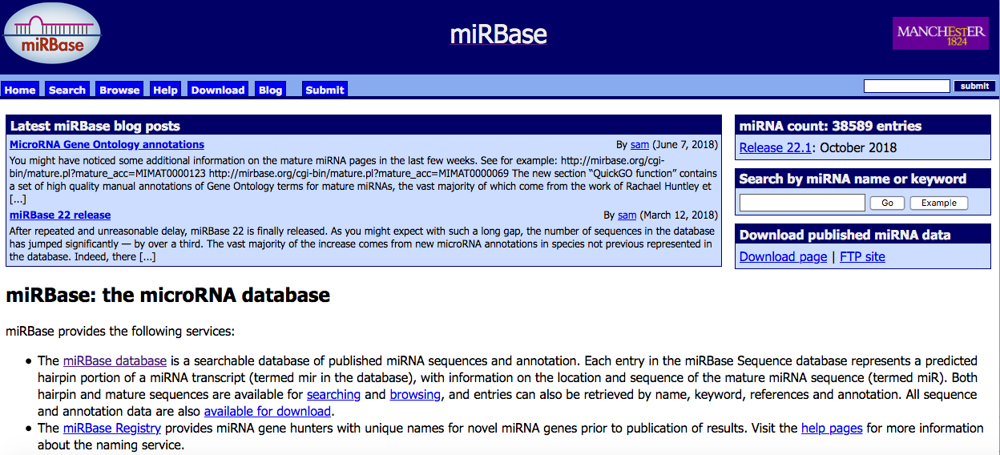 miRBase
miRBase
MANCHESTER
1824
Home Search Browse Help Download Blog Submit
submit
Latest miRBase blog posts
MicroRNA Gene Ontology annotations By sam (June 7, 2018)
You might have noticed some additional information on the mature miRNA pages in the last few weeks. See for example: http://mirbase.org/cgi-
bin/mature.pl?mature_acc=MIMAT0000123 http://mirbase.org/cgi-bin/mature.pl?mature_acc=MIMAT0000069 The new section “QuickGO function” contains
a set of high quality manual annotations of Gene Ontology terms for mature miRNAs, the vast majority of which come from the work of Rachael Huntley et
[...]
miRBase 22 release By sam (March 12, 2018)
After repeated and unreasonable delay, miRBase 22 is finally released. As you might expect with such a long gap, the number of sequences in the database
has jumped significantly — by over a third. The vast majority of the increase comes from new microRNA annotations in species not previous represented in
the database. Indeed, there [...]
miRNA count: 38589 entries
Release 22.1: October 2018
Search by miRNA name or keyword
Go Example
Download published miRNA data
Download page | FTP site
miRBase: the microRNA database
miRBase provides the following services:
• The miRBase database is a searchable database of published miRNA sequences and annotation. Each entry in the miRBase Sequence database represents a predicted
hairpin portion of a miRNA transcript (termed mir in the database), with information on the location and sequence of the mature miRNA sequence (termed miR). Both
hairpin and mature sequences are available for searching and browsing, and entries can also be retrieved by name, keyword, references and annotation. All sequence
and annotation data are also available for download.
• The miRBase Registry provides miRNA gene hunters with unique names for novel miRNA genes prior to publication of results. Visit the help pages for more information
about the naming service.